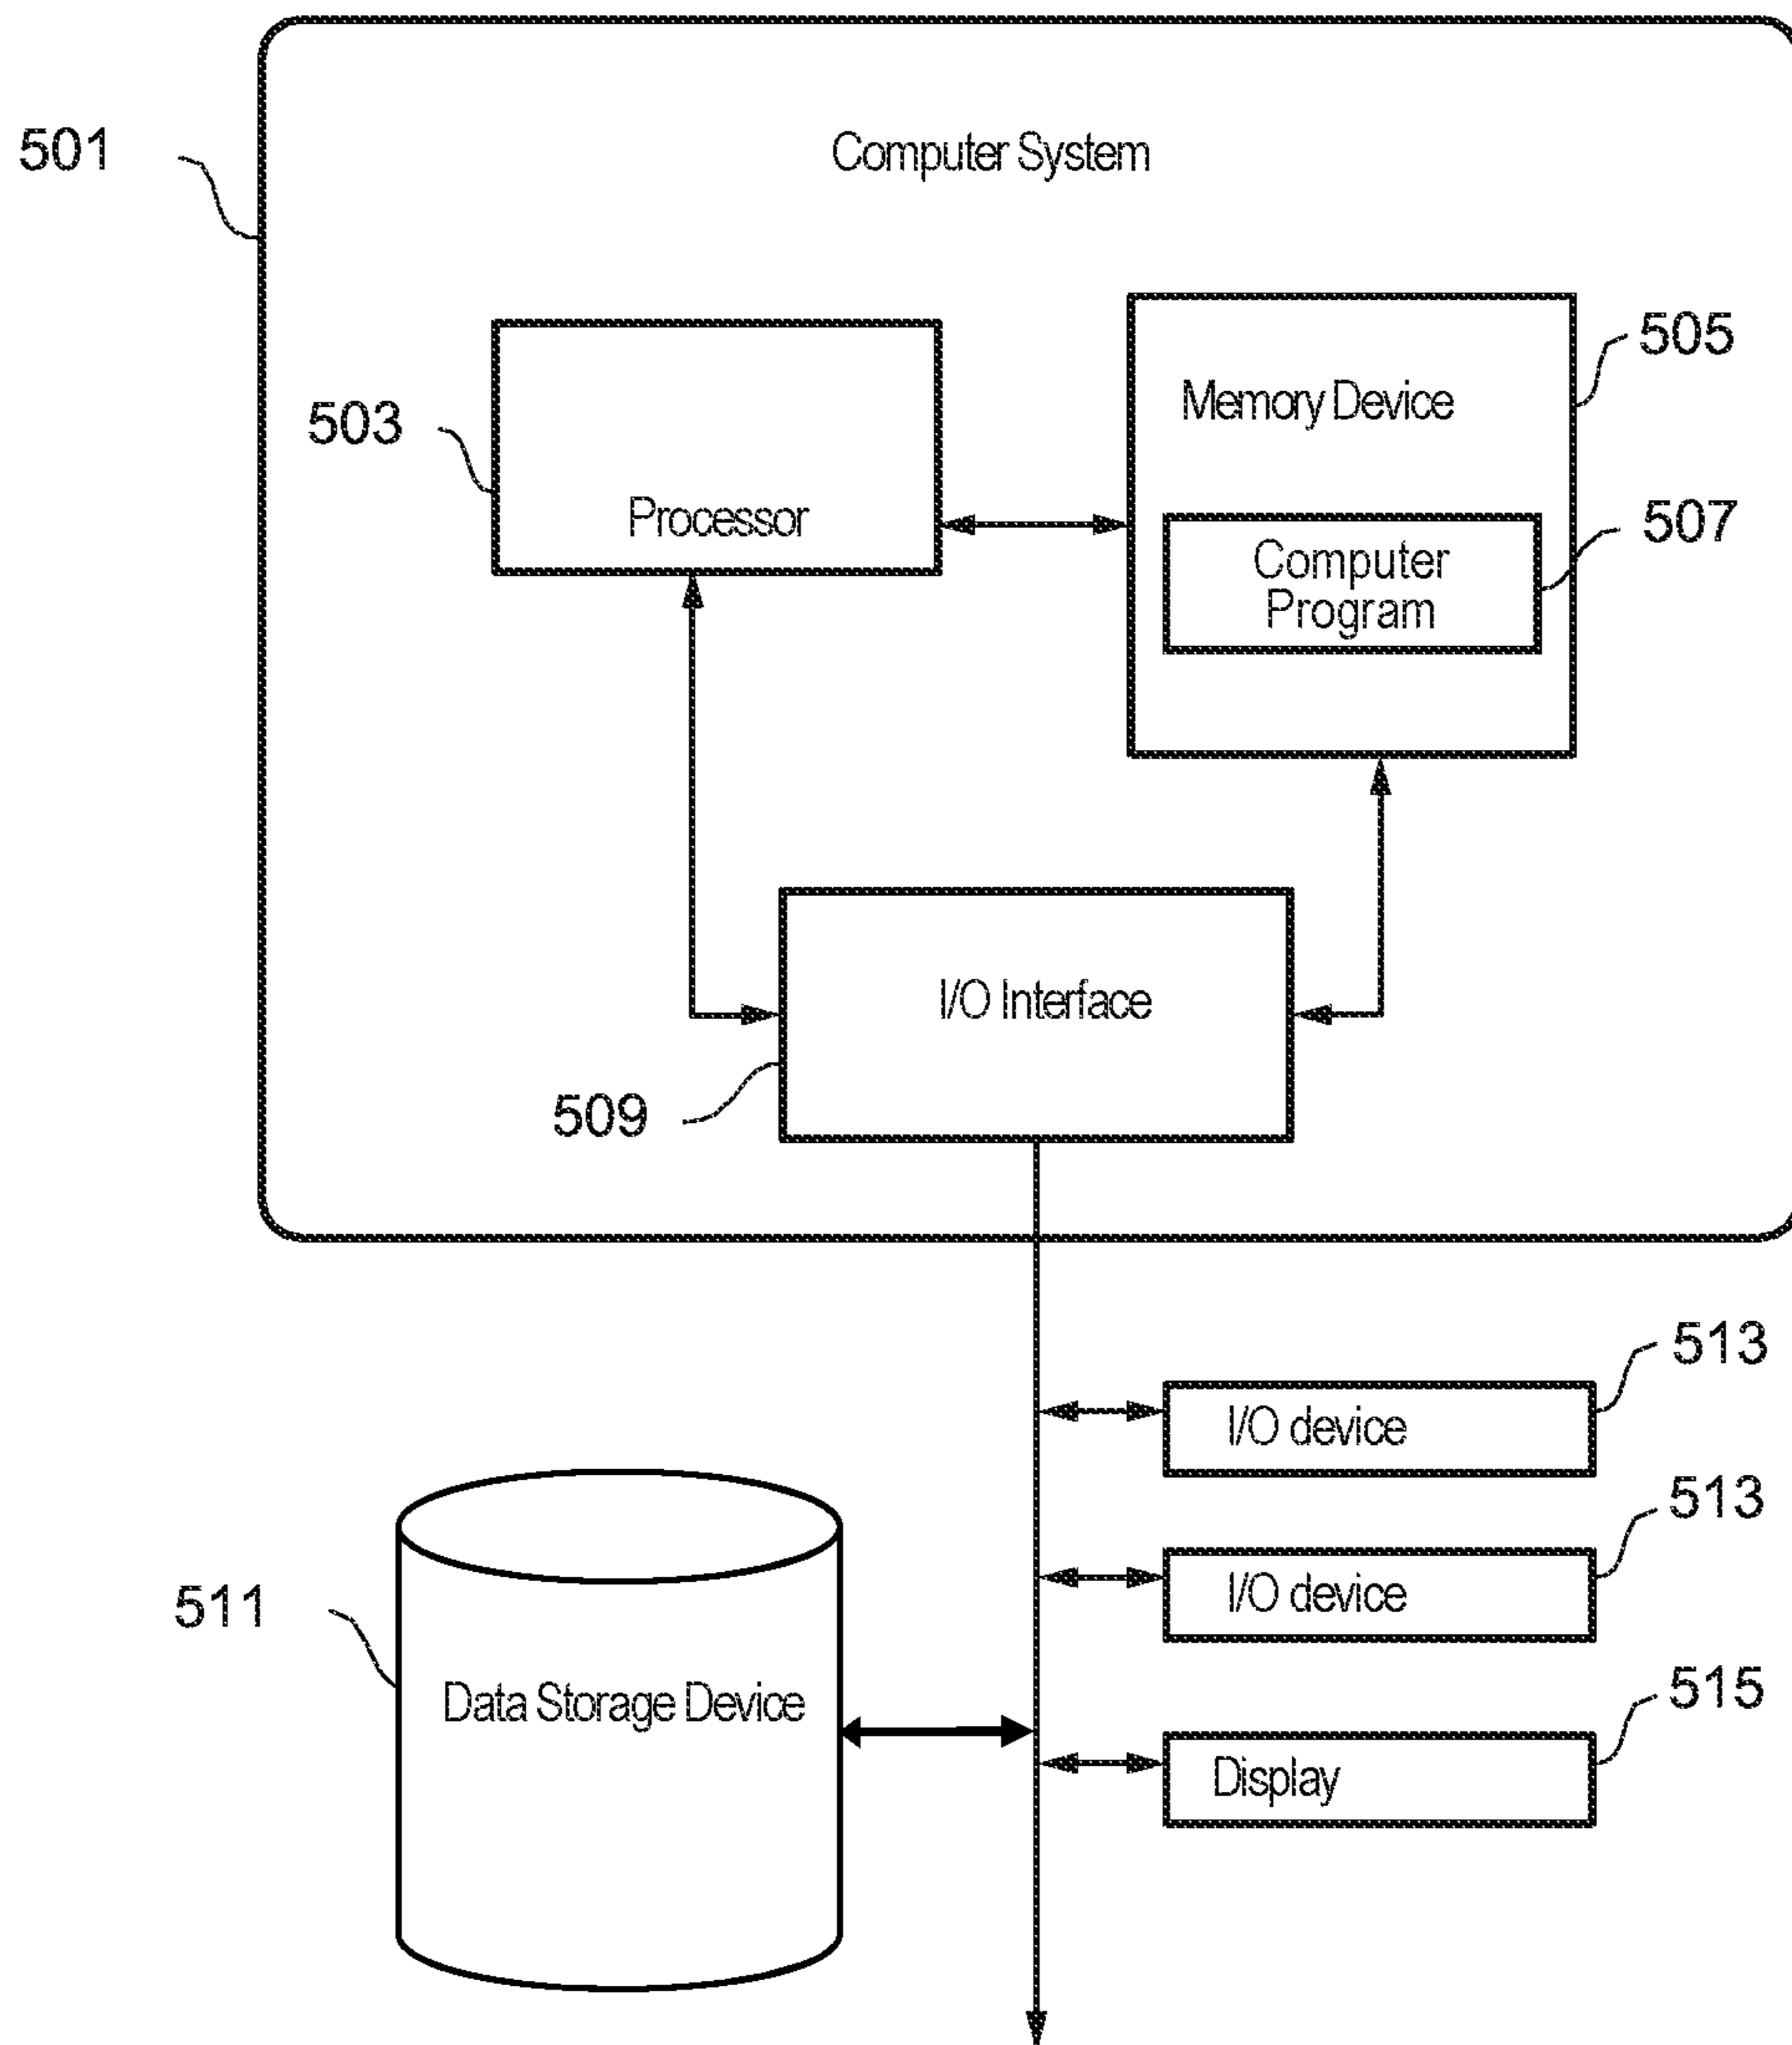 501
Computer System
505
Memory Device
503
Processor
507
Computer
Program
I/O Interface
509
513
I/O device
513
I/O device
511
Data Storage Device
515
Display